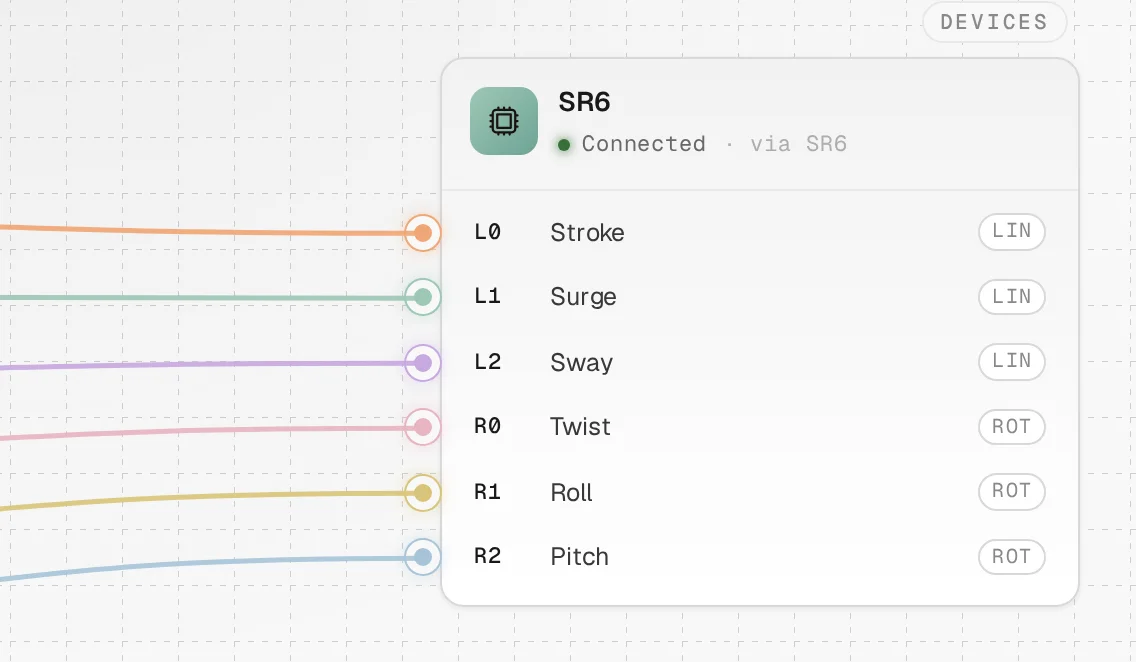 DEVICES
SR6
Connected · via SR6
L0 Stroke LIN
L1 Surge LIN
L2 Sway LIN
R0 Twist ROT
R1 Roll ROT
R2 Pitch ROT